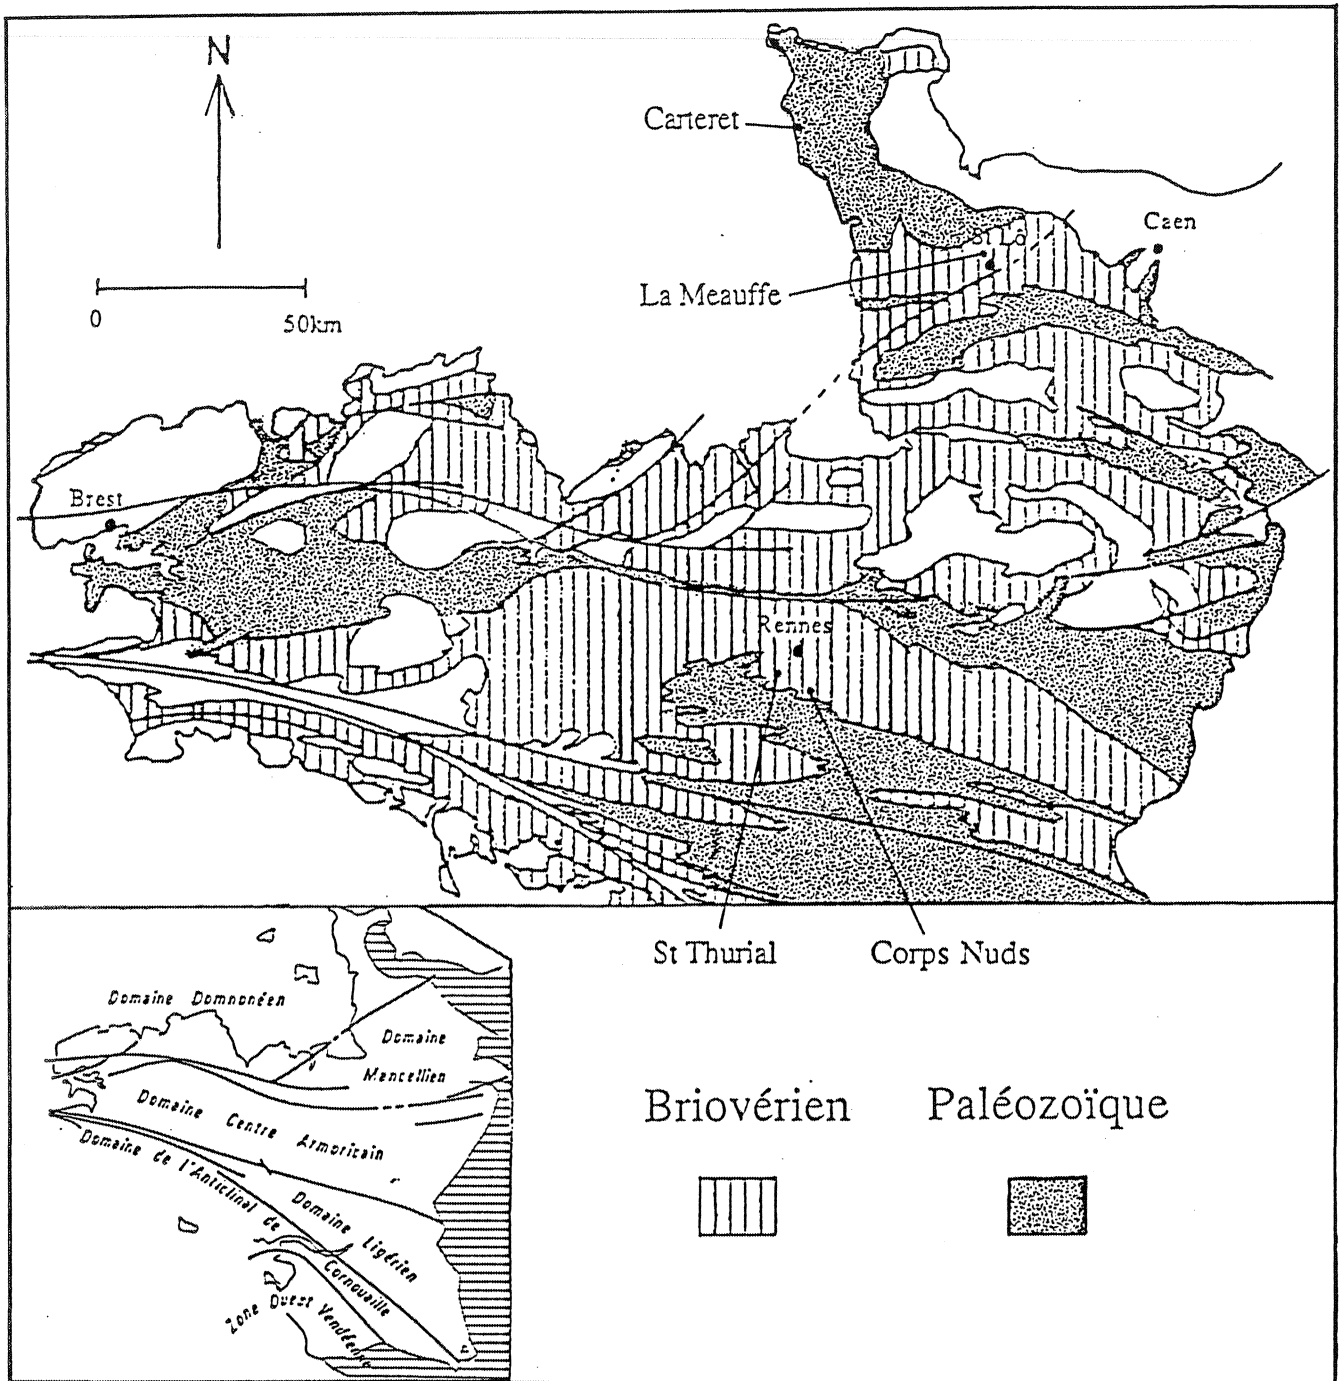 N
Carteret
Caen
St Lô
La Meauffe
0 50km
Brest
Rennes
St Thurial
Corps Nuds
Domaine Domnonéen
Domaine
Mancellien
Domaine Centre Armoricain
Domaine de l'Anticlinal de
Cornouaille
Domaine Ligérien
Zone Ouest Vendéenne
Briovérien
Paléozoïque